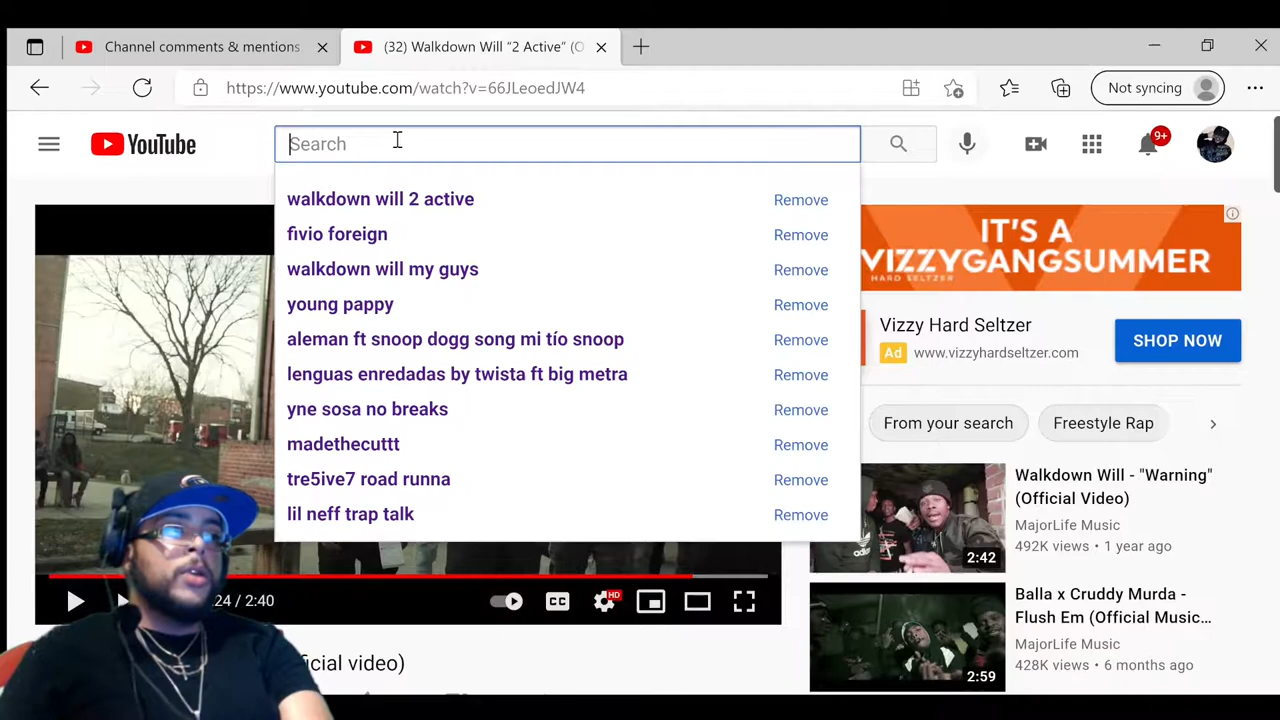 Channel comments & mentions
(32) Walkdown Will "2 Active" (O
https://www.youtube.com/watch?v=66JLeoedJW4
Not syncing
YouTube
Search
9+
walkdown will 2 active Remove
fivio foreign Remove
walkdown will my guys Remove
young pappy Remove
aleman ft snoop dogg song mi tío snoop Remove
lenguas enredadas by twista ft big metra Remove
yne sosa no breaks Remove
madethecuttt Remove
tre5ive7 road runna Remove
lil neff trap talk Remove
IT'S A
VIZZYGANGSUMMER
HARD SELTZER
Vizzy Hard Seltzer
Ad www.vizzyhardseltzer.com
SHOP NOW
From your search
Freestyle Rap
Walkdown Will - "Warning"
(Official Video)
MajorLife Music
492K views • 1 year ago
2:42
Balla x Cruddy Murda -
Flush Em (Official Music...
MajorLife Music
428K views • 6 months ago
2:59
:24 / 2:40
CC
HD
ficial video)